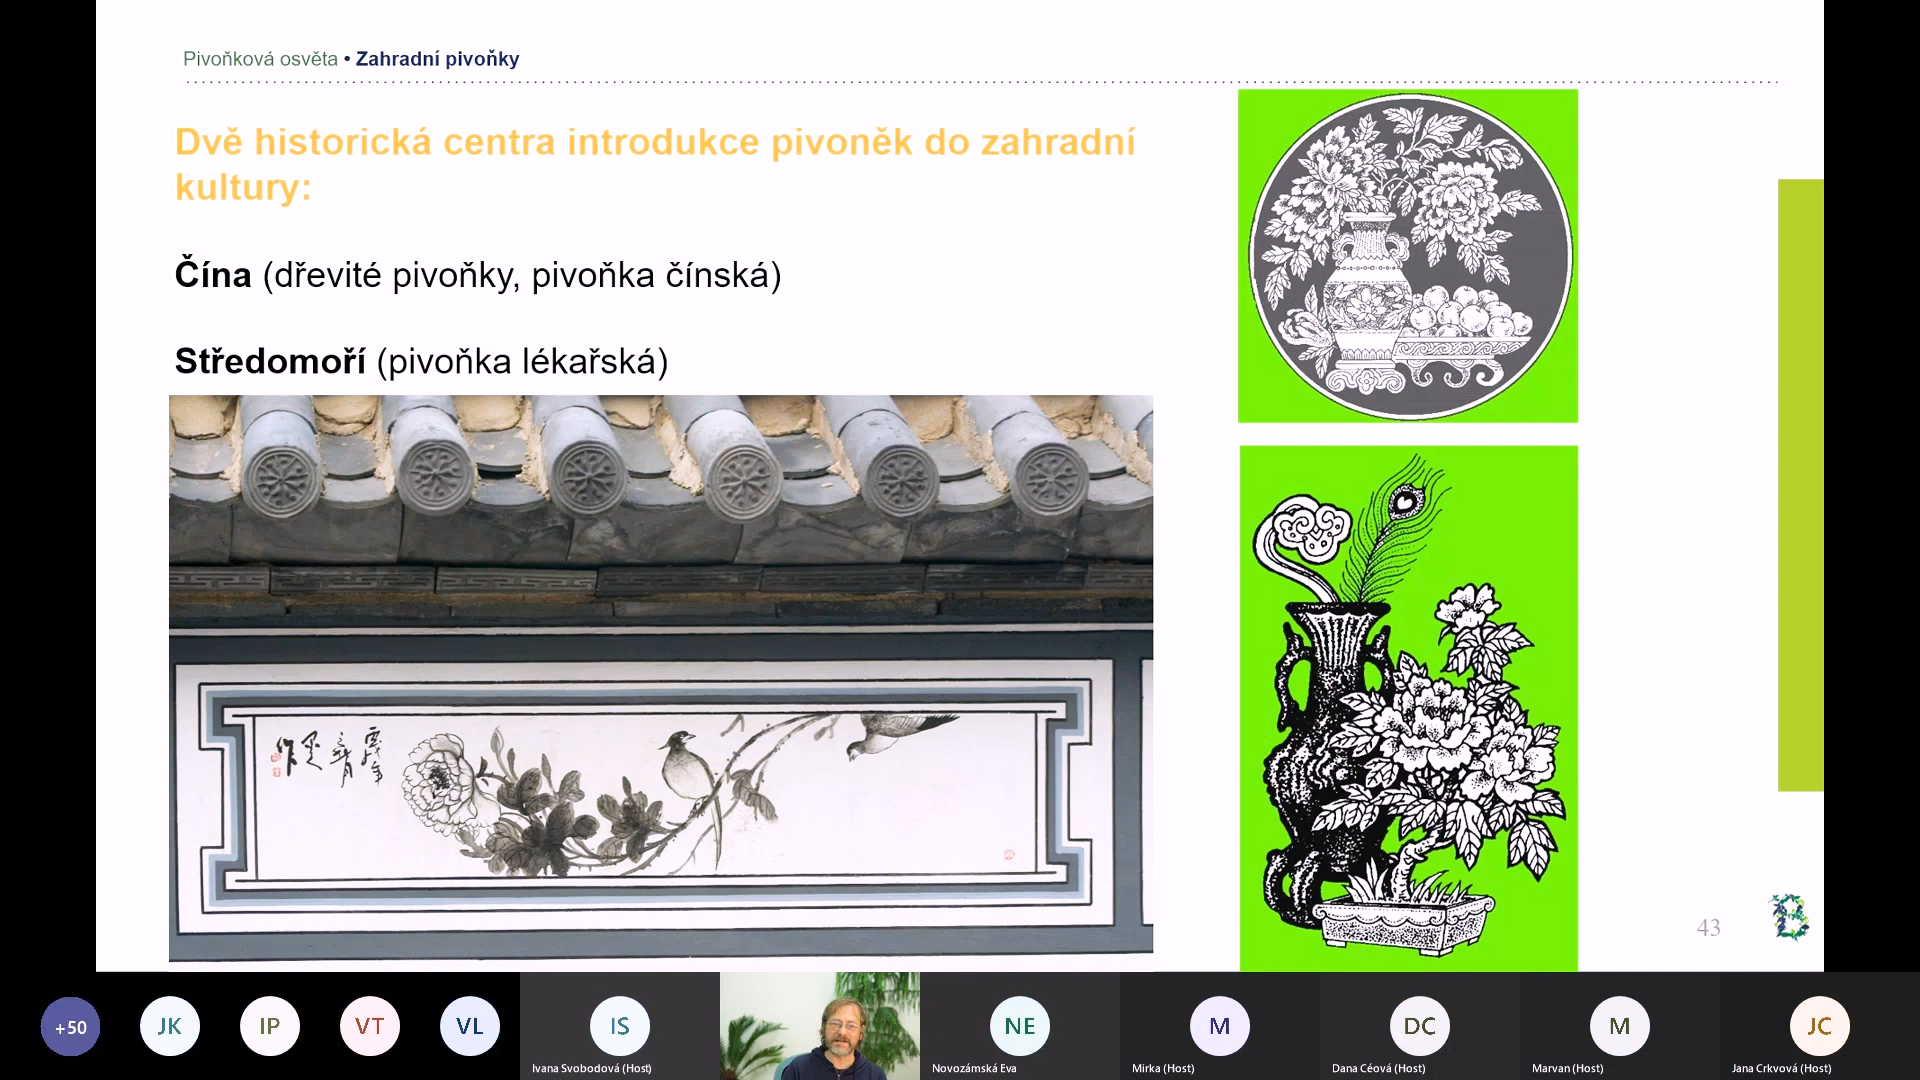 Pivoňková osvěta • Zahradní pivoňky
Dvě historická centra introdukce pivoněk do zahradní
kultury:
Čína (dřevité pivoňky, pivoňka čínská)
Středomoří (pivoňka lékařská)
43
+50
JK
IP
VT
VL
IS
Ivana Svobodová (Host)
NE
Novozámská Eva
M
Mirka (Host)
DC
Dana Céová (Host)
M
Marvan (Host)
JC
Jana Crkvová (Host)